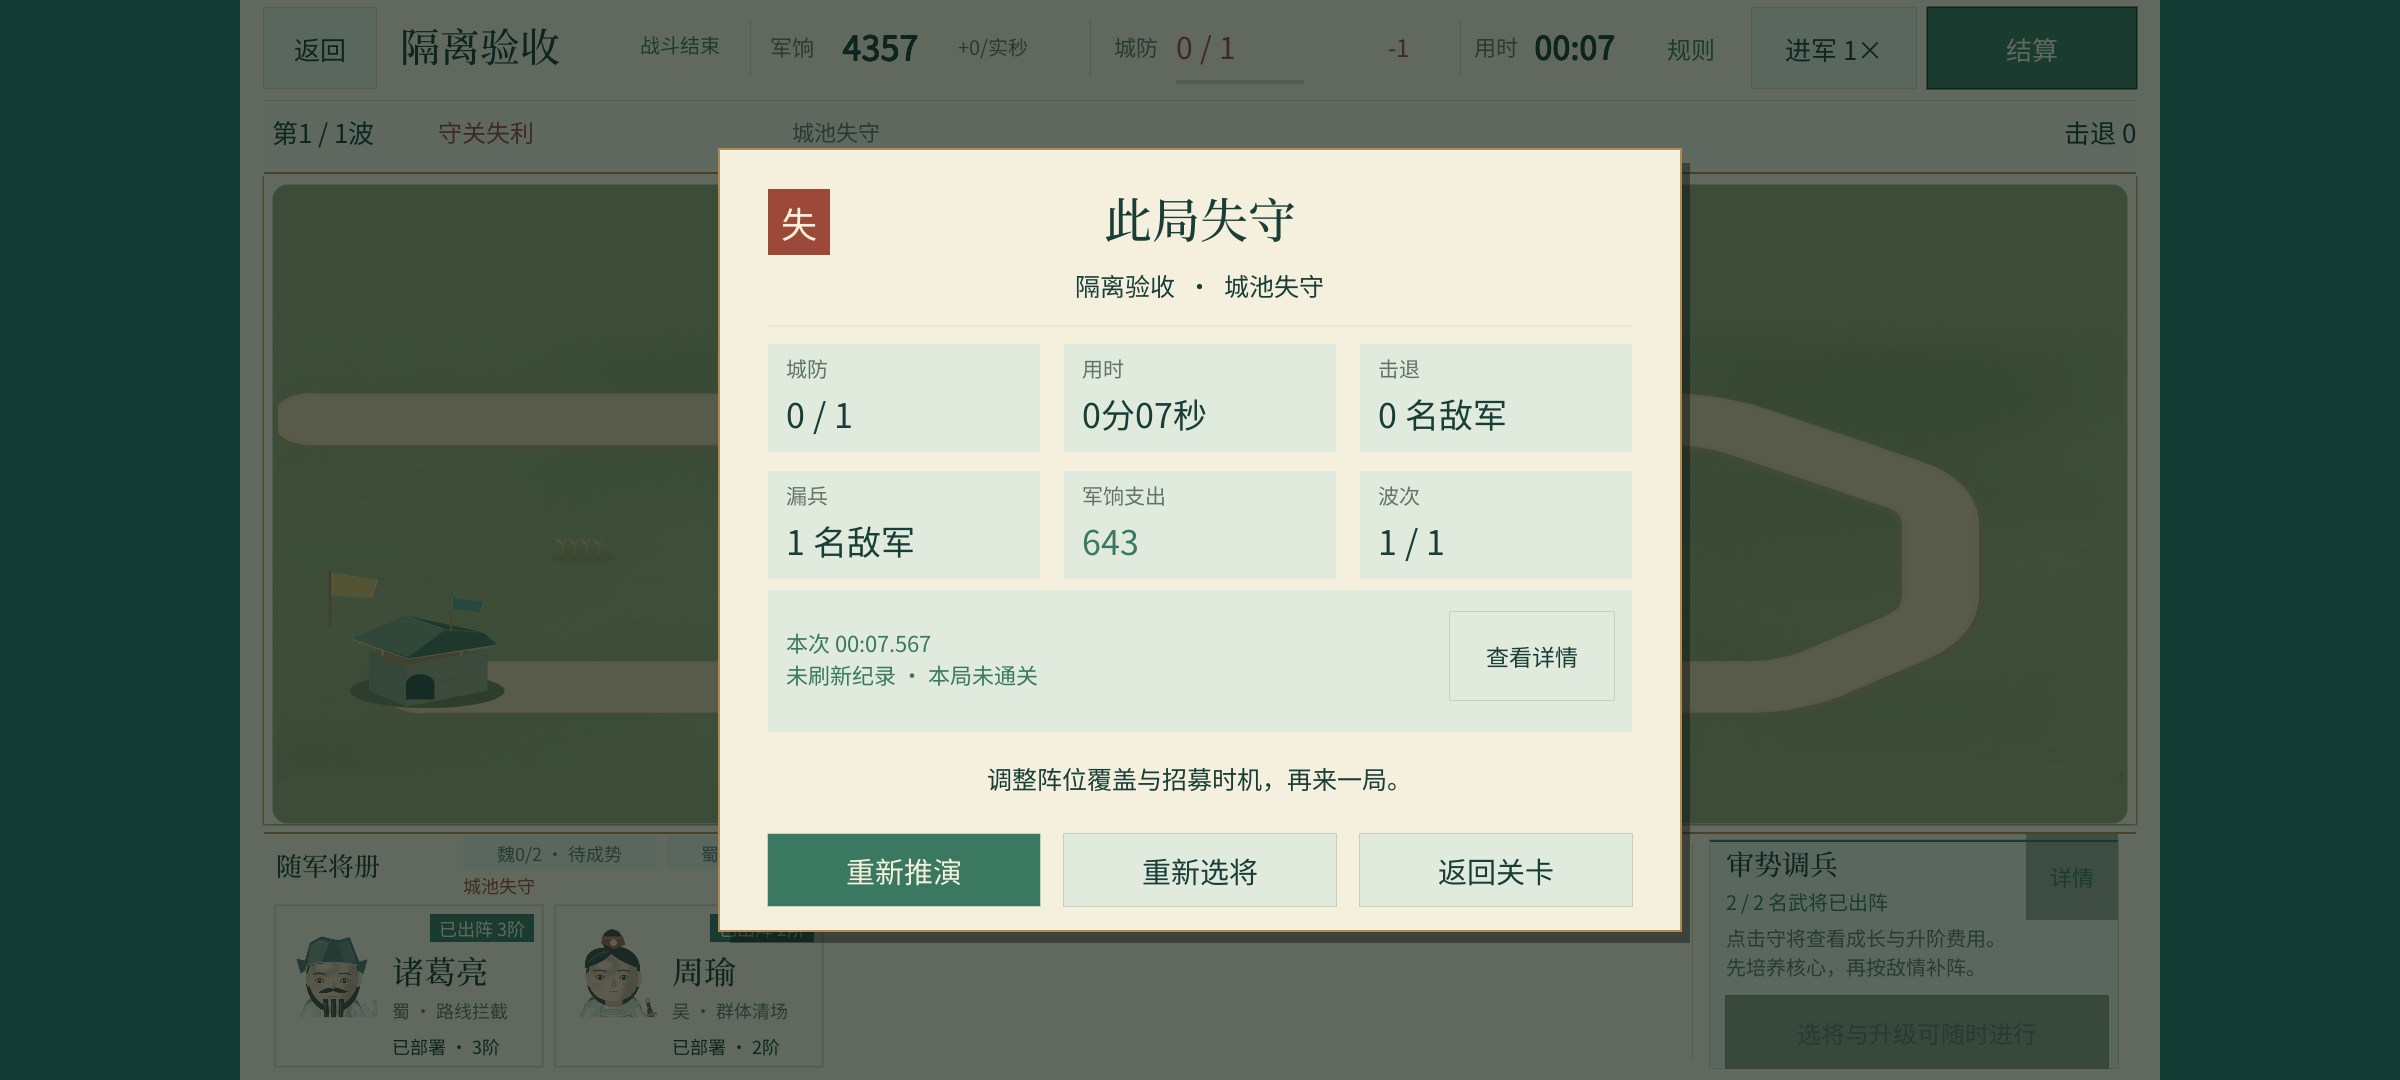 返回
隔离验收
战斗结束
军饷 4357 +0/实秒
城防 0 / 1 -1
用时 00:07
规则
进军 1×
结算
第1 / 1波
守关失利
城池失守
击退 0
失
此局失守
隔离验收 · 城池失守
城防
0 / 1
用时
0分07秒
击退
0 名敌军
漏兵
1 名敌军
军饷支出
643
波次
1 / 1
本次 00:07.567
未刷新纪录 · 本局未通关
查看详情
调整阵位覆盖与招募时机，再来一局。
重新推演
重新选将
返回关卡
随军将册
魏0/2 · 待成势
蜀
城池失守
已出阵 3阶
诸葛亮
蜀 · 路线拦截
已部署 · 3阶
已出阵 2阶
周瑜
吴 · 群体清场
已部署 · 2阶
审势调兵
详情
2 / 2 名武将已出阵
点击守将查看成长与升阶费用。
先培养核心，再按敌情补阵。
选将与升级可随时进行